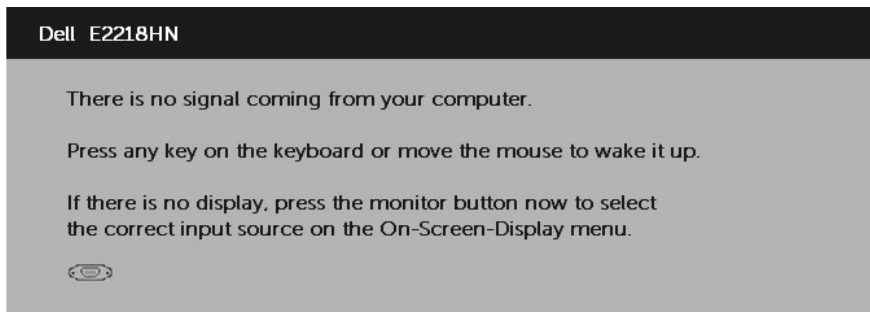 Dell E2218HN
There is no signal coming from your computer.
Press any key on the keyboard or move the mouse to wake it up.
If there is no display, press the monitor button now to select
the correct input source on the On-Screen-Display menu.